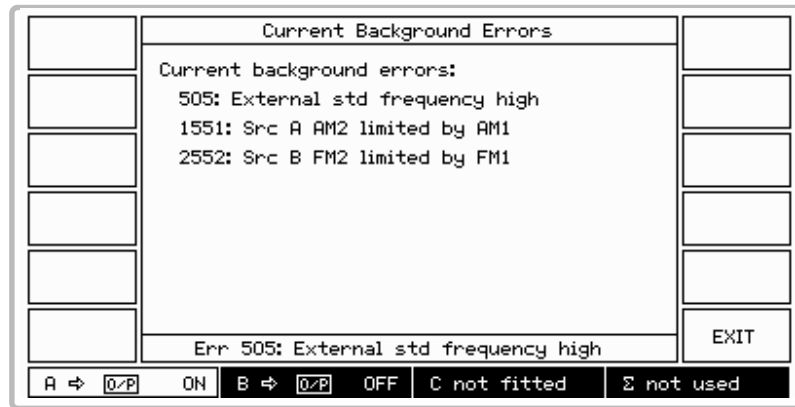 Current Background Errors
Current background errors:
505: External std frequency high
1551: Src A AM2 limited by AM1
2552: Src B FM2 limited by FM1
EXIT
Err 505: External std frequency high
A ⇨ O/P ON B ⇨ O/P OFF C not fitted Σ not used